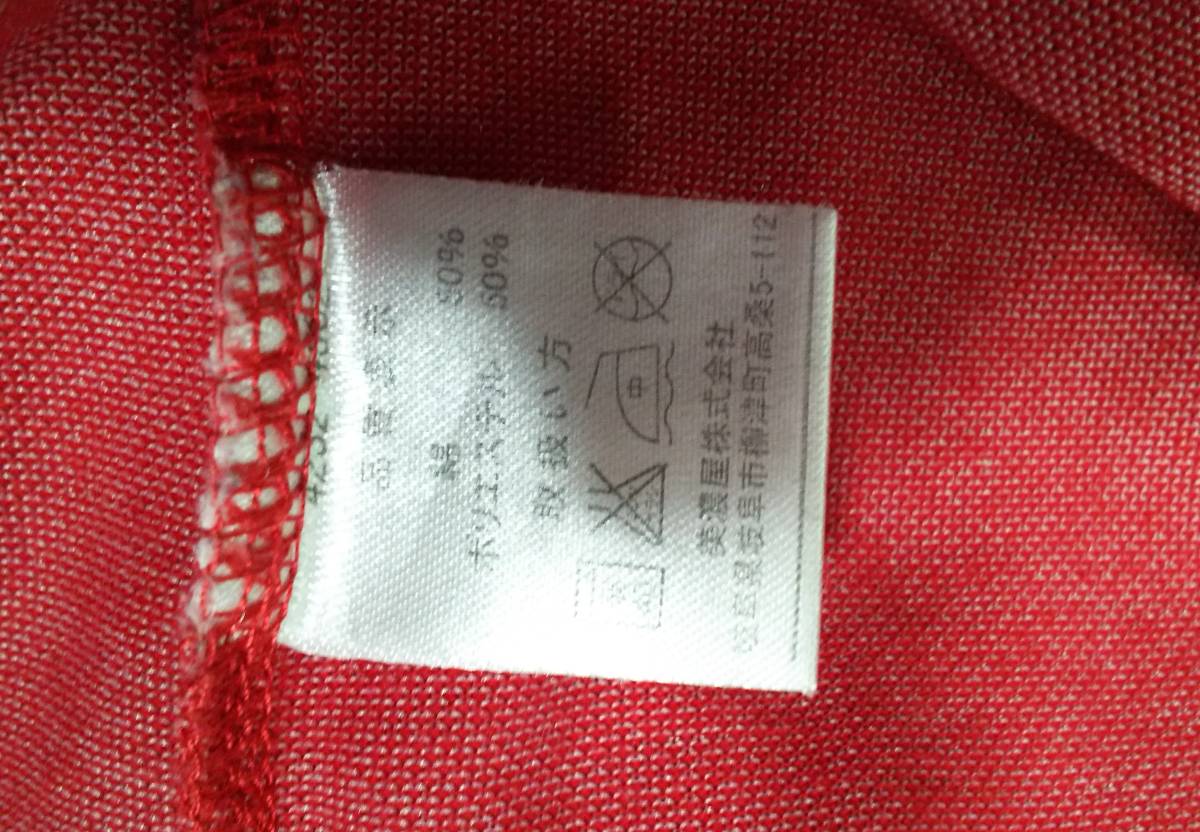 品質表示
綿 50%
ポリエステル 50%
取扱い方
中
美濃屋株式会社
岐阜県岐阜市柳津町高桑5-112